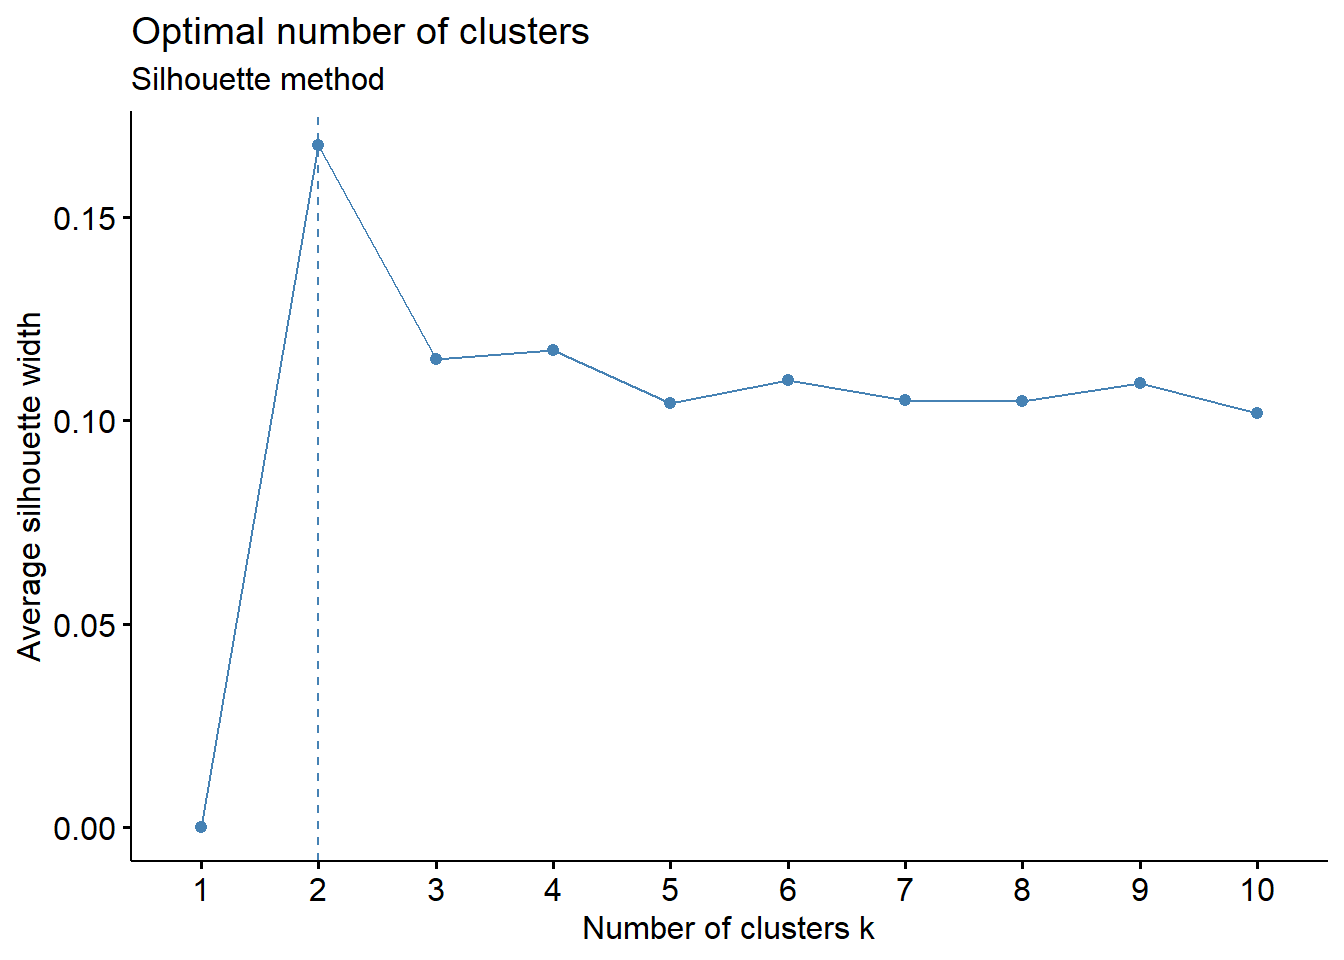 Optimal number of clusters
Silhouette method
Average silhouette width
0.15
0.10
0.05
0.00
1 2 3 4 5 6 7 8 9 10
Number of clusters k